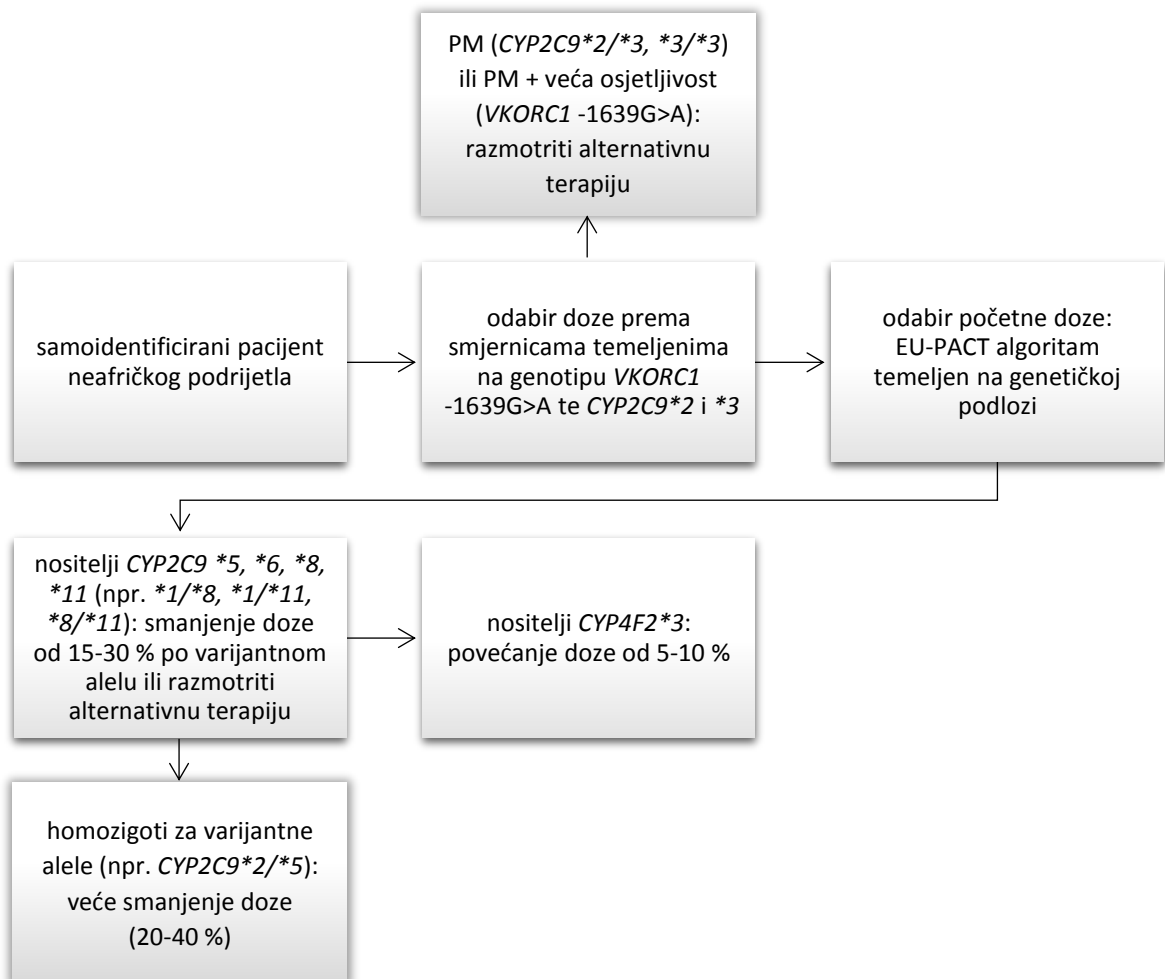 PM (CYP2C9*2/*3, *3/*3)
ili PM + veća osjetljivost
(VKORC1 -1639G>A):
razmotriti alternativnu
terapiju
samoidentificirani pacijent
neafričkog podrijetla
odabir doze prema
smjernicama temeljenima
na genotipu VKORC1
-1639G>A te CYP2C9*2 i *3
odabir početne doze:
EU-PACT algoritam
temeljen na genetičkoj
podlozi
nositelji CYP2C9 *5, *6, *8,
*11 (npr. *1/*8, *1/*11,
*8/*11): smanjenje doze
od 15-30 % po varijantnom
alelu ili razmotriti
alternativnu terapiju
nositelji CYP4F2*3:
povećanje doze od 5-10 %
homozigoti za varijantne
alele (npr. CYP2C9*2/*5):
veće smanjenje doze
(20-40 %)